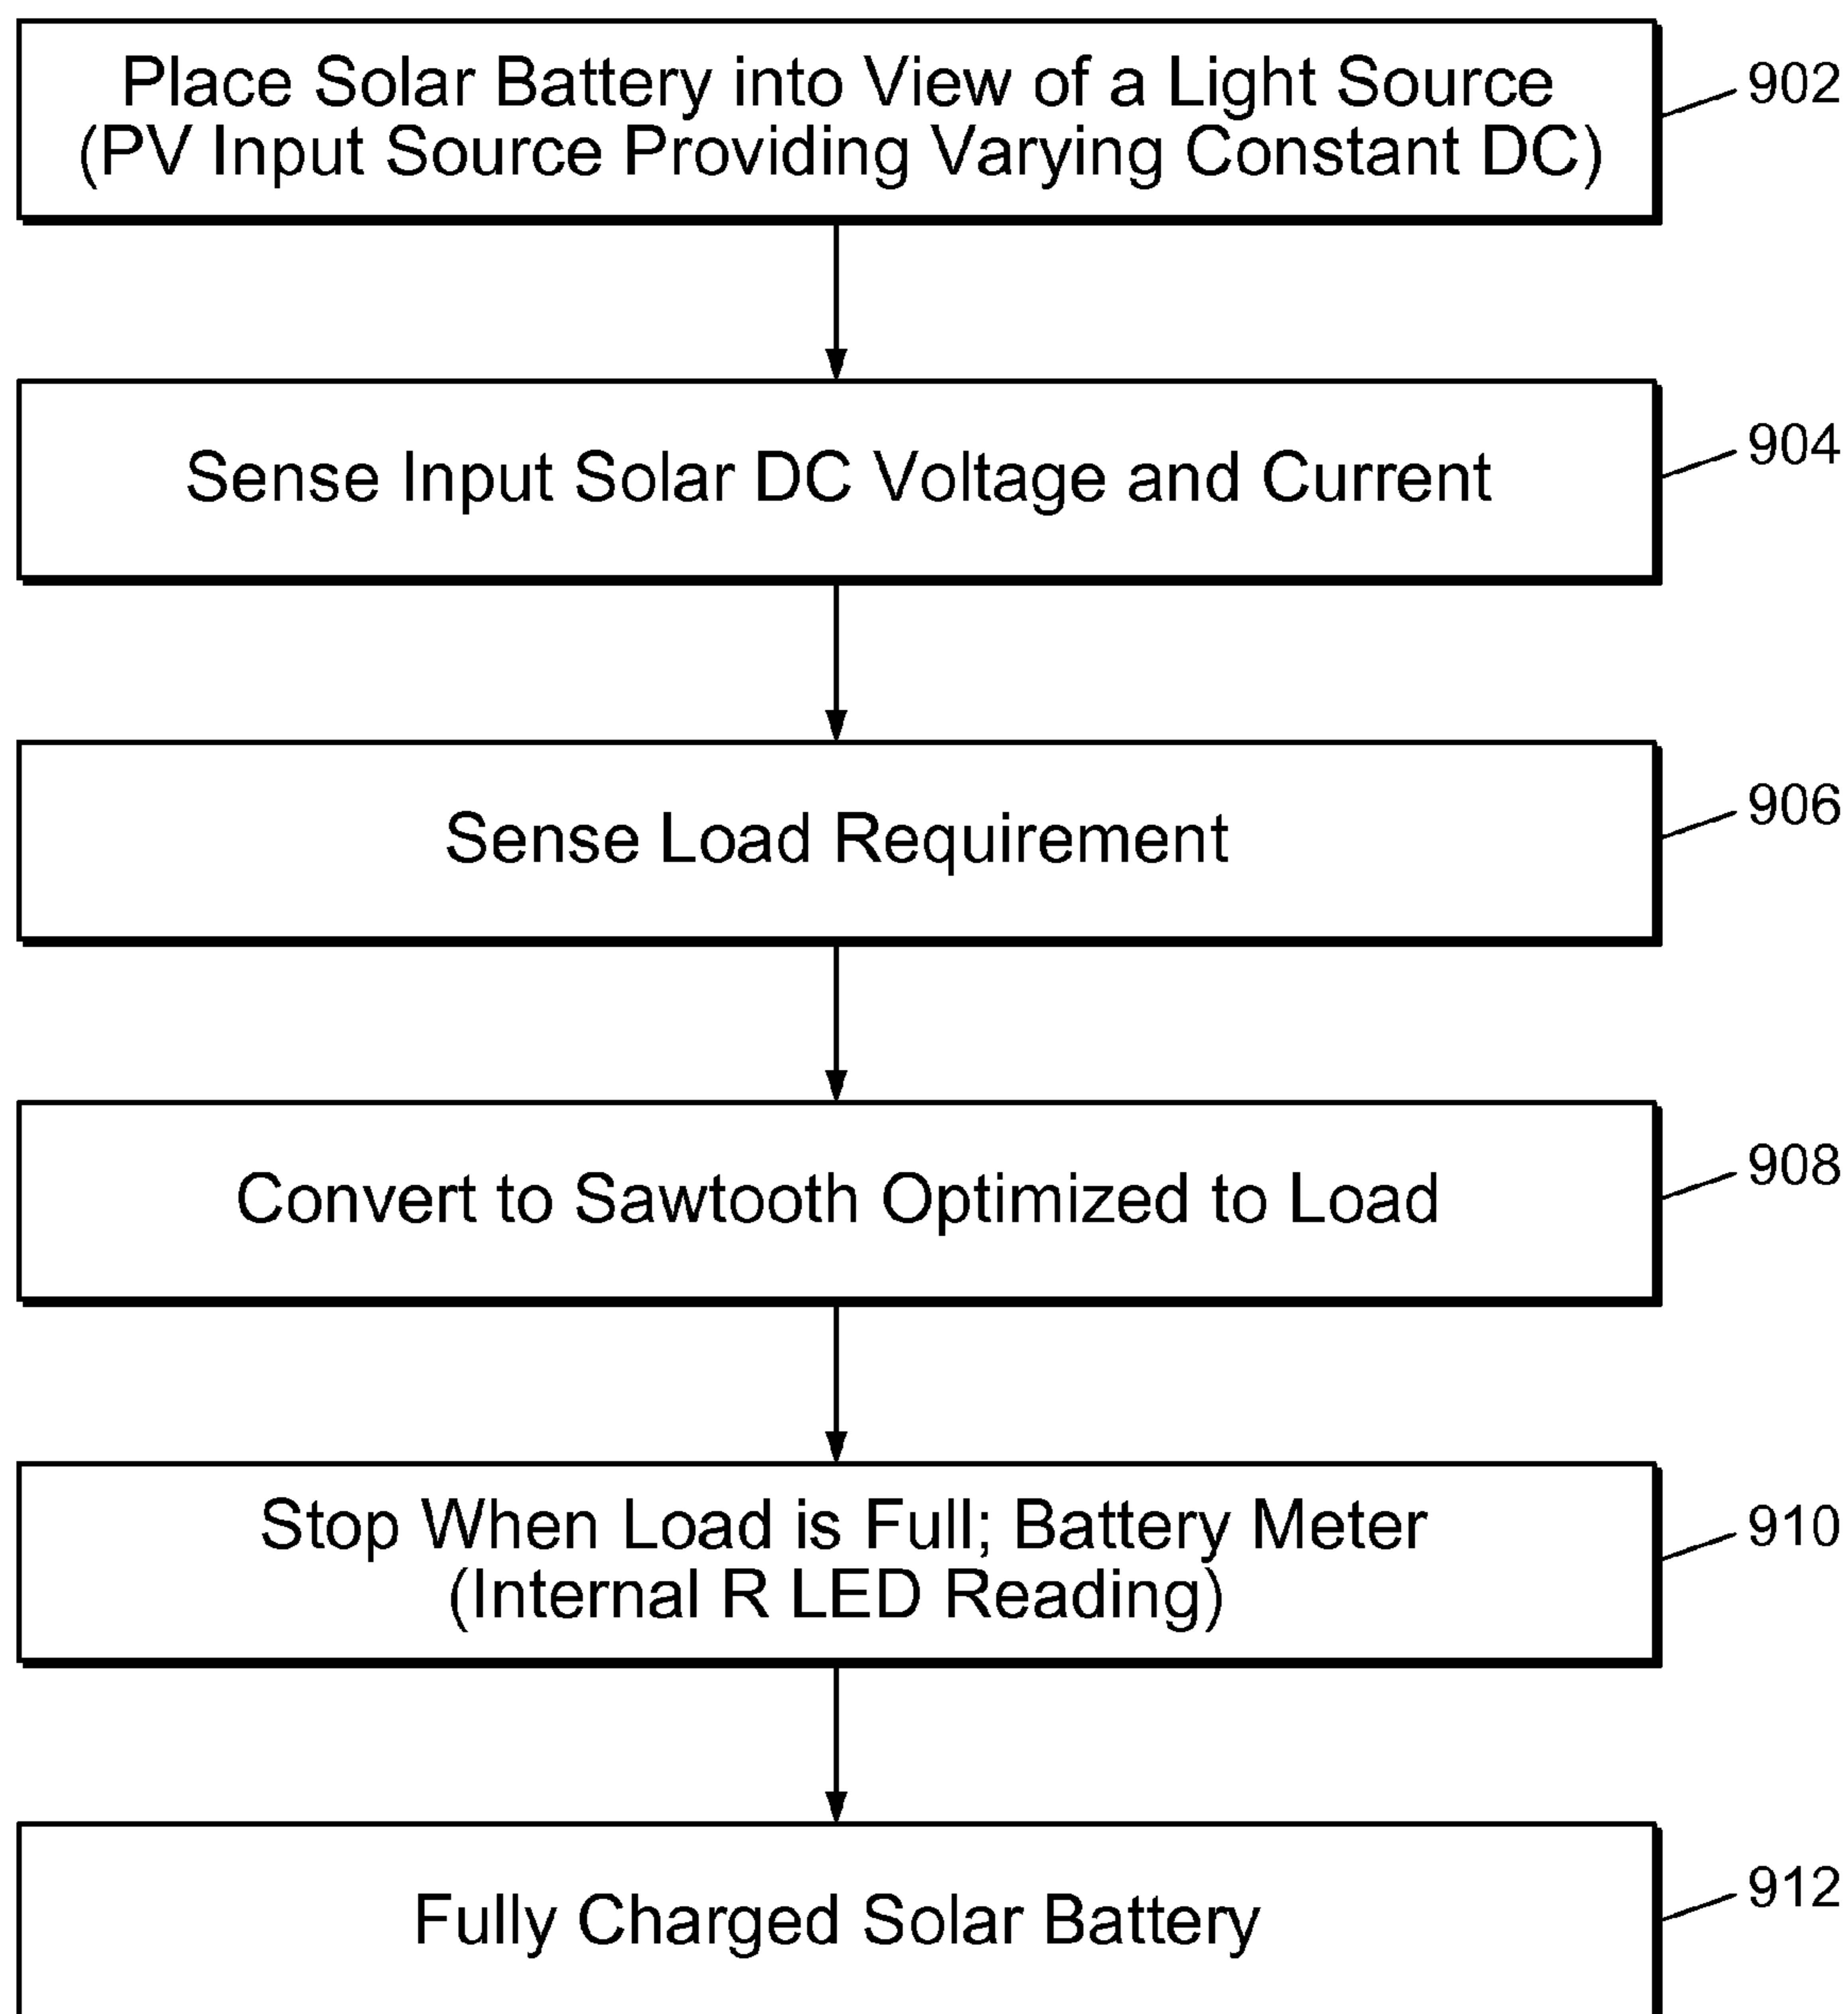 Place Solar Battery into View of a Light Source
(PV Input Source Providing Varying Constant DC)
902
Sense Input Solar DC Voltage and Current
904
Sense Load Requirement
906
Convert to Sawtooth Optimized to Load
908
Stop When Load is Full; Battery Meter
(Internal R LED Reading)
910
Fully Charged Solar Battery
912